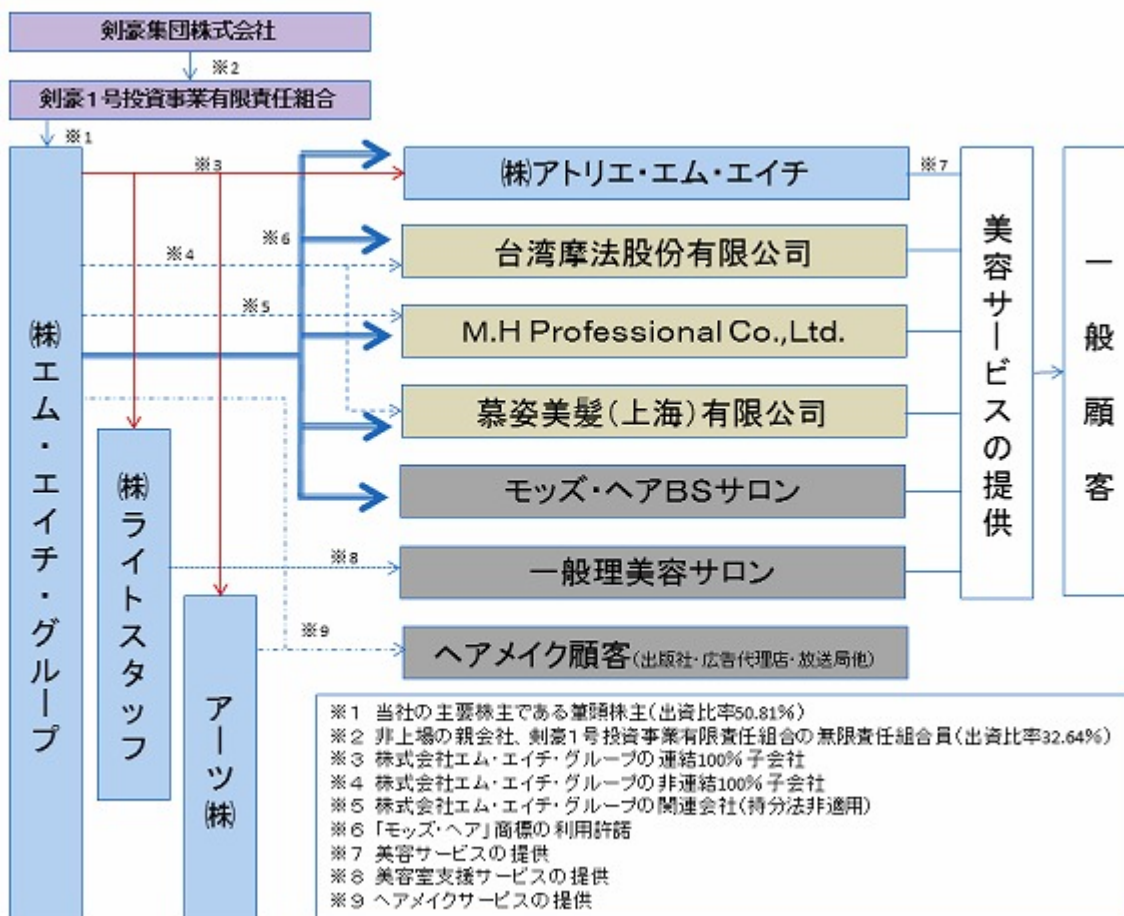 剣豪集団株式会社
※2
剣豪1号投資事業有限責任組合
※1
※3
㈱アトリエ・エム・エイチ
※7
※6
台湾摩法股份有限公司
※4
※5
M.H Professional Co.,Ltd.
慕姿美髪(上海)有限公司
モッズ・ヘアBSサロン
※8
一般理美容サロン
※9
ヘアメイク顧客(出版社・広告代理店・放送局他)
㈱エム・エイチ・グループ
㈱ライトスタッフ
アーツ㈱
美容サービスの提供
一般顧客
※1 当社の主要株主である筆頭株主(出資比率50.81%)
※2 非上場の親会社、剣豪1号投資事業有限責任組合の無限責任組合員(出資比率32.64%)
※3 株式会社エム・エイチ・グループの連結100%子会社
※4 株式会社エム・エイチ・グループの非連結100%子会社
※5 株式会社エム・エイチ・グループの関連会社(持分法非適用)
※6 「モッズ・ヘア」商標の利用許諾
※7 美容サービスの提供
※8 美容室支援サービスの提供
※9 ヘアメイクサービスの提供